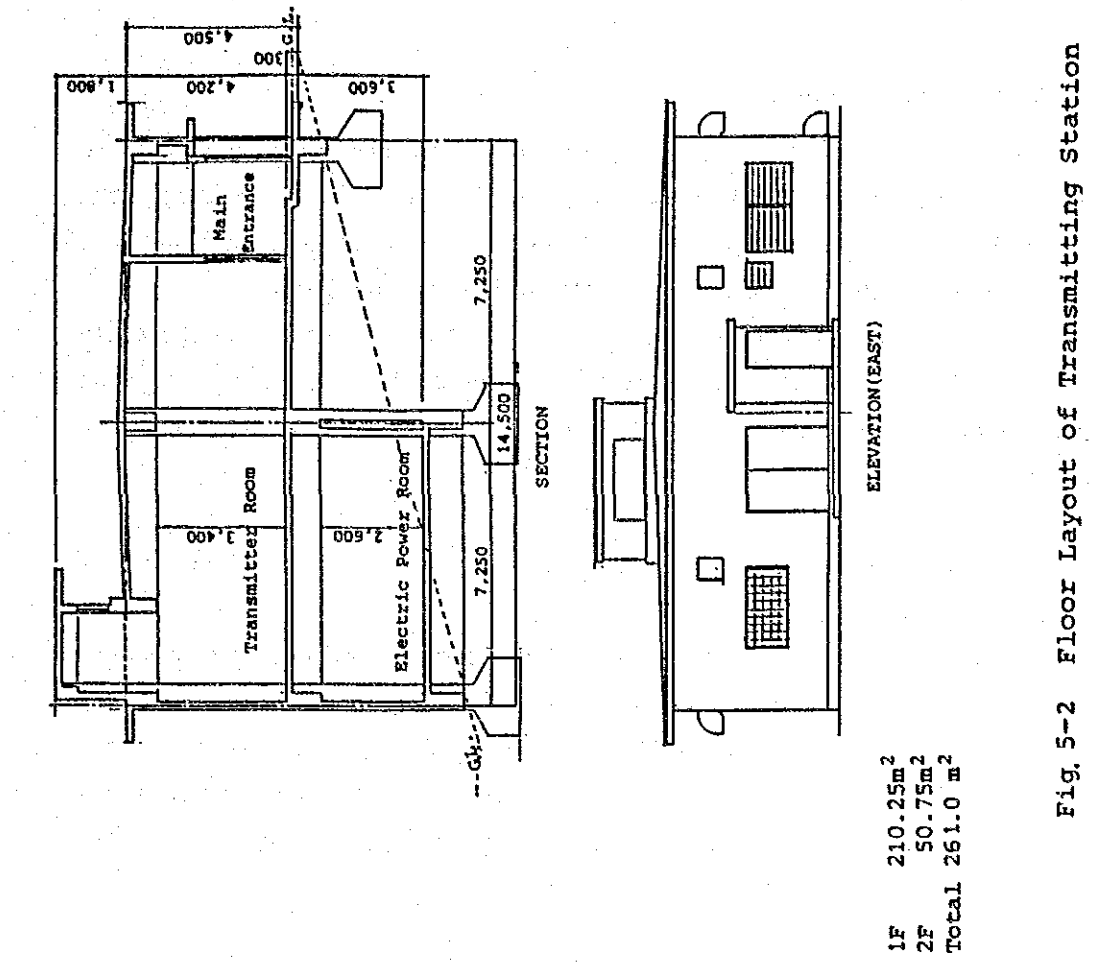 1,800
4,200
4,500
300
G.L.
3,600
Main
Entrance
Transmitter Room
3,400
Electric Power Room
2,600
7,250
7,250
14,500
G.L.
SECTION
ELEVATION(EAST)
1F 210.25m²
2F 50.75m²
Total 261.0 m²
Fig. 5-2 Floor Layout of Transmitting Station